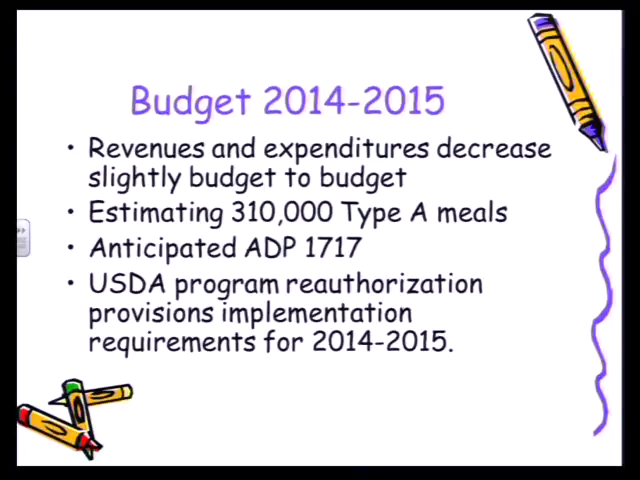 Budget 2014-2015
• Revenues and expenditures decrease
slightly budget to budget
• Estimating 310,000 Type A meals
• Anticipated ADP 1717
• USDA program reauthorization
provisions implementation
requirements for 2014-2015.